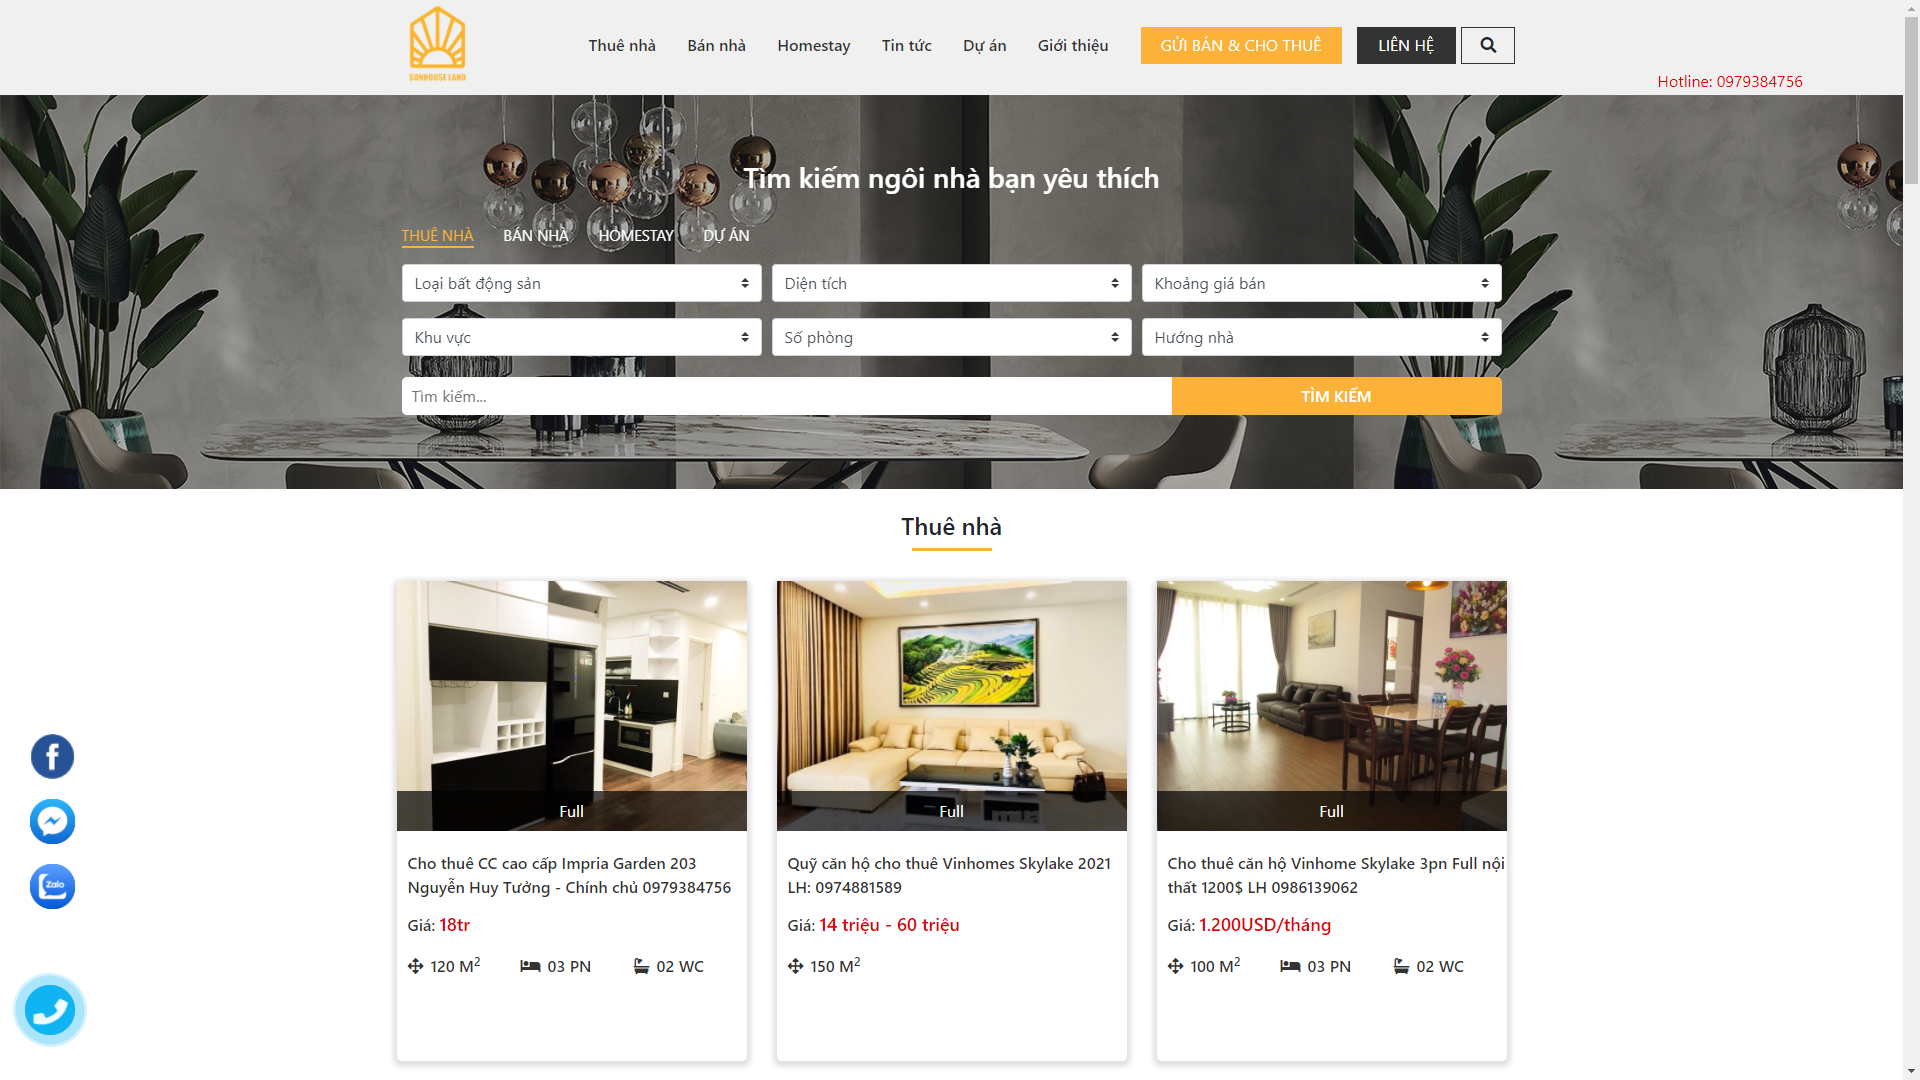 SUNHOUSE LAND
Thuê nhà
Bán nhà
Homestay
Tin tức
Dự án
Giới thiệu
GỬI BÁN & CHO THUÊ
LIÊN HỆ
Hotline: 0979384756
Tìm kiếm ngôi nhà bạn yêu thích
THUÊ NHÀ
BÁN NHÀ
HOMESTAY
DỰ ÁN
Loại bất động sản
Diện tích
Khoảng giá bán
Khu vực
Số phòng
Hướng nhà
Tìm kiếm...
TÌM KIẾM
Thuê nhà
Full
Cho thuê CC cao cấp Impria Garden 203
Nguyễn Huy Tưởng - Chính chủ 0979384756
Giá: 18tr
120 M²
03 PN
02 WC
Full
Quỹ căn hộ cho thuê Vinhomes Skylake 2021
LH: 0974881589
Giá: 14 triệu - 60 triệu
150 M²
Full
Cho thuê căn hộ Vinhome Skylake 3pn Full nội
thất 1200$ LH 0986139062
Giá: 1.200USD/tháng
100 M²
03 PN
02 WC
Zalo